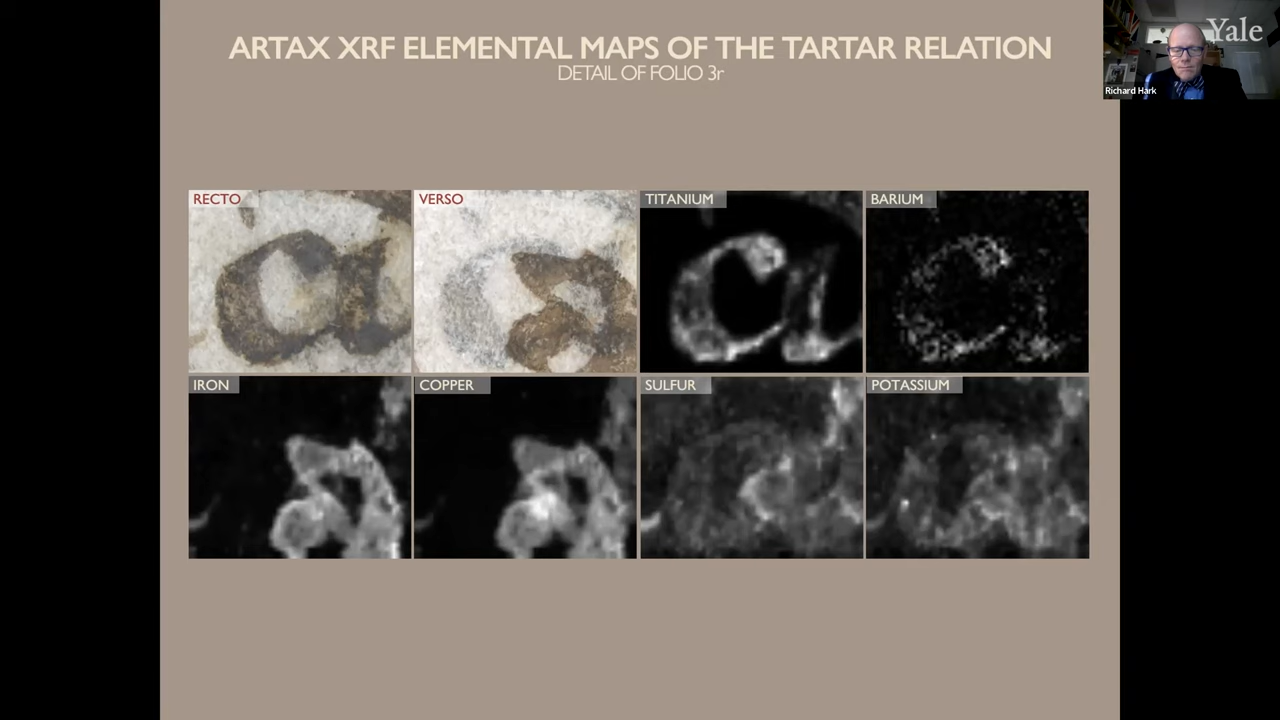 ARTAX XRF ELEMENTAL MAPS OF THE TARTAR RELATION
DETAIL OF FOLIO 3r
Yale
Richard Hark
RECTO
VERSO
TITANIUM
BARIUM
IRON
COPPER
SULFUR
POTASSIUM